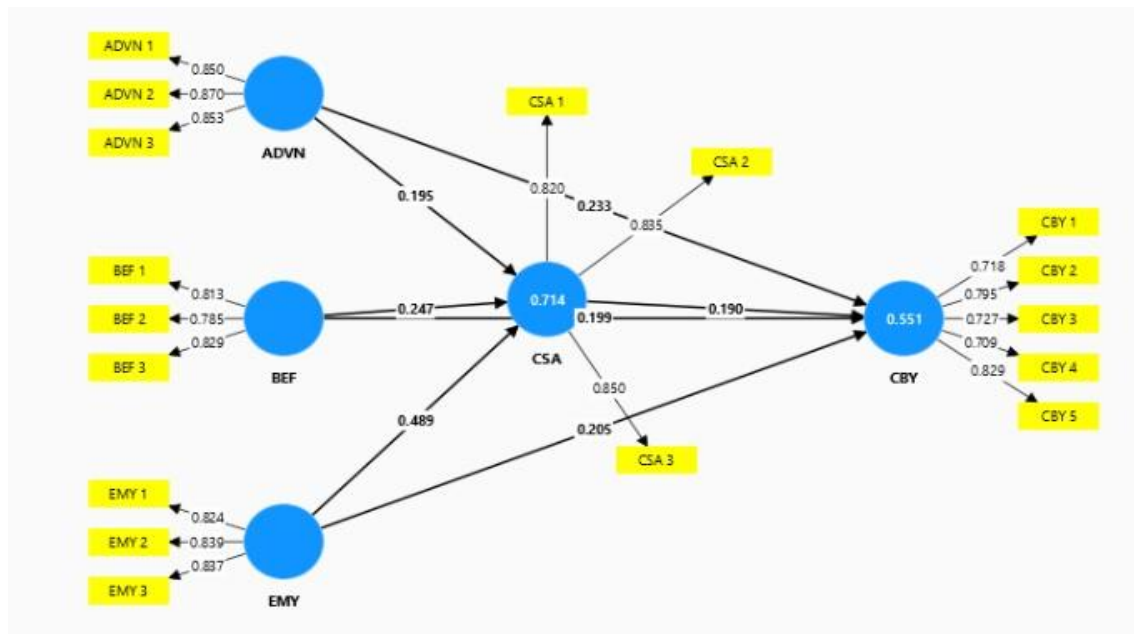 ADVN 1
0.850
ADVN 2
0.870
ADVN 3
0.853
ADVN
CSA 1
0.820
CSA 2
0.835
0.195
0.233
BEF 1
0.813
BEF 2
0.785
BEF 3
0.829
BEF
0.247
0.714
CSA
0.199
0.190
0.850
CSA 3
0.551
CBY
CBY 1
0.718
CBY 2
0.795
CBY 3
0.727
CBY 4
0.709
CBY 5
0.829
0.489
0.205
EMY 1
0.824
EMY 2
0.839
EMY 3
0.837
EMY